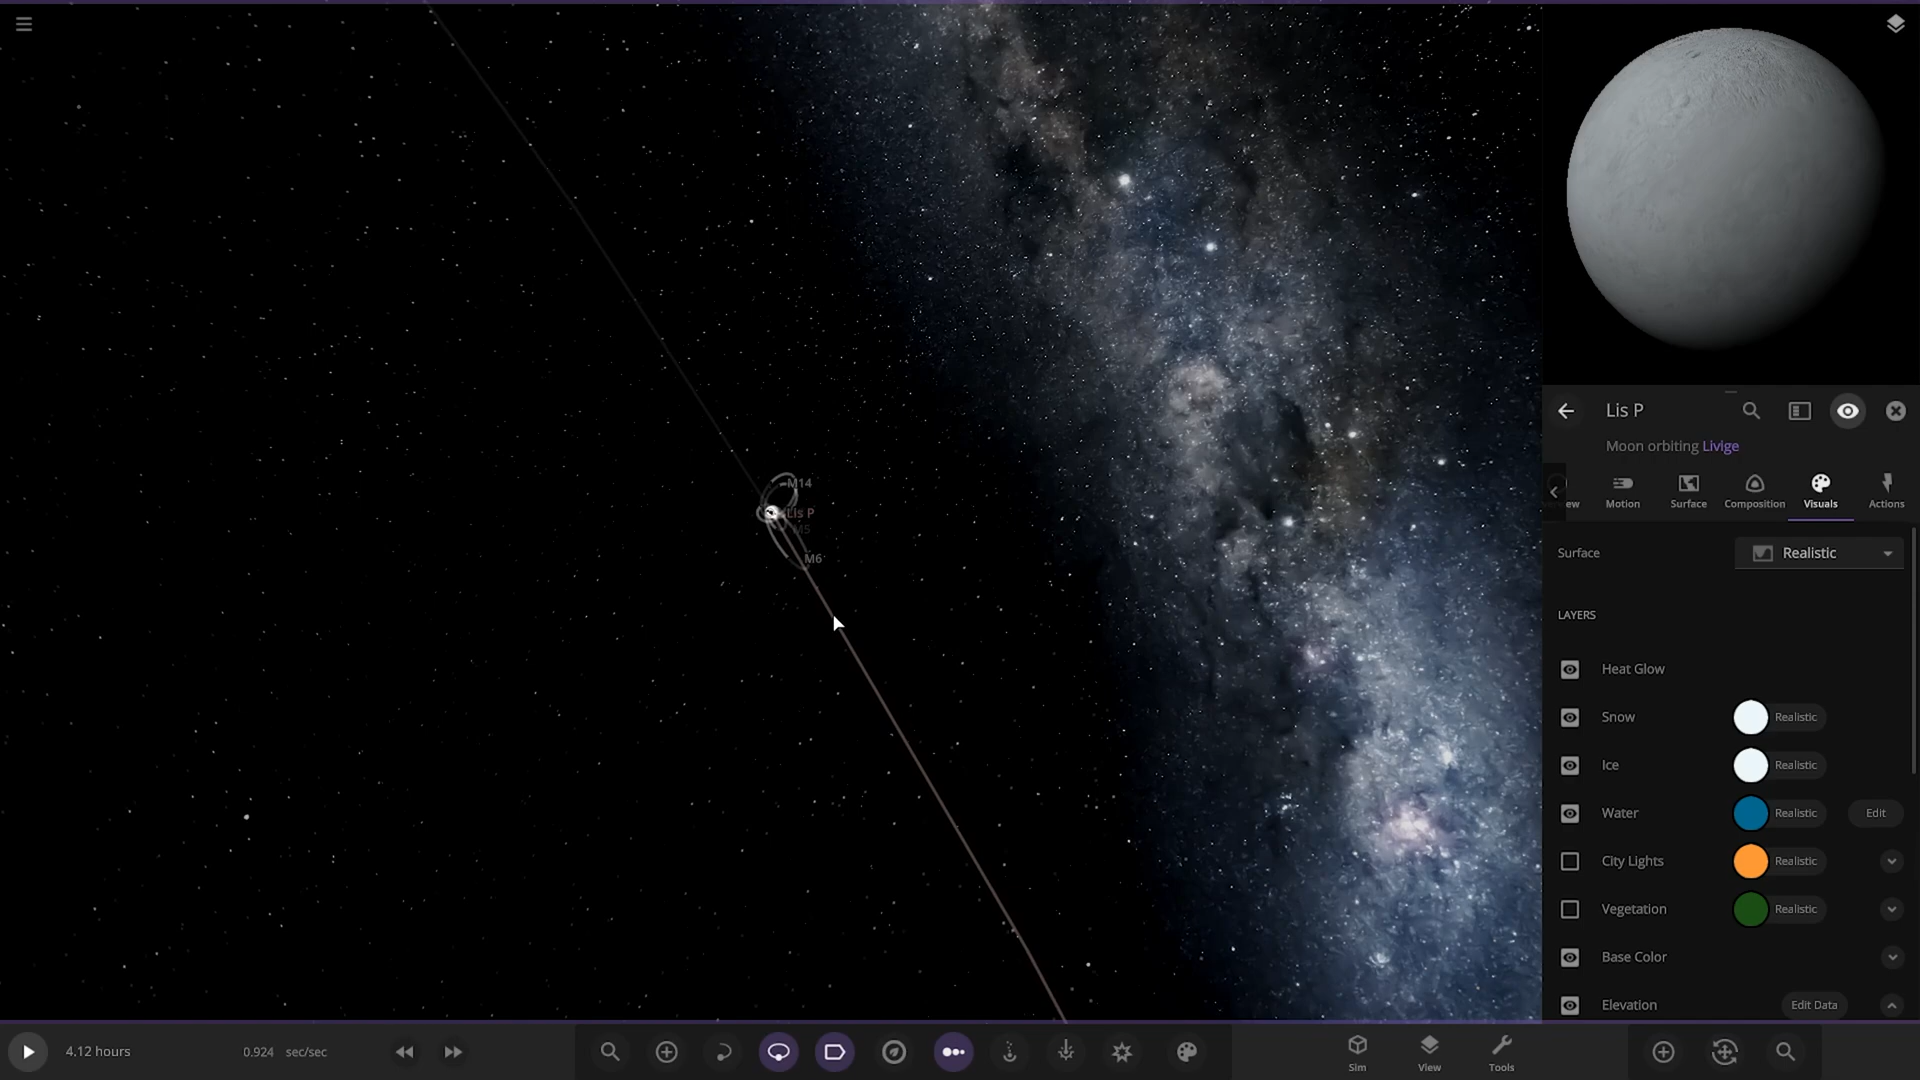 M14
Lis P
M5
M6
Lis P
Moon orbiting Livige
ew
Motion
Surface
Composition
Visuals
Actions
Surface
Realistic
LAYERS
Heat Glow
Snow
Realistic
Ice
Realistic
Water
Realistic
Edit
City Lights
Realistic
Vegetation
Realistic
Base Color
Elevation
Edit Data
4.12 hours
0.924 sec/sec
Sim
View
Tools